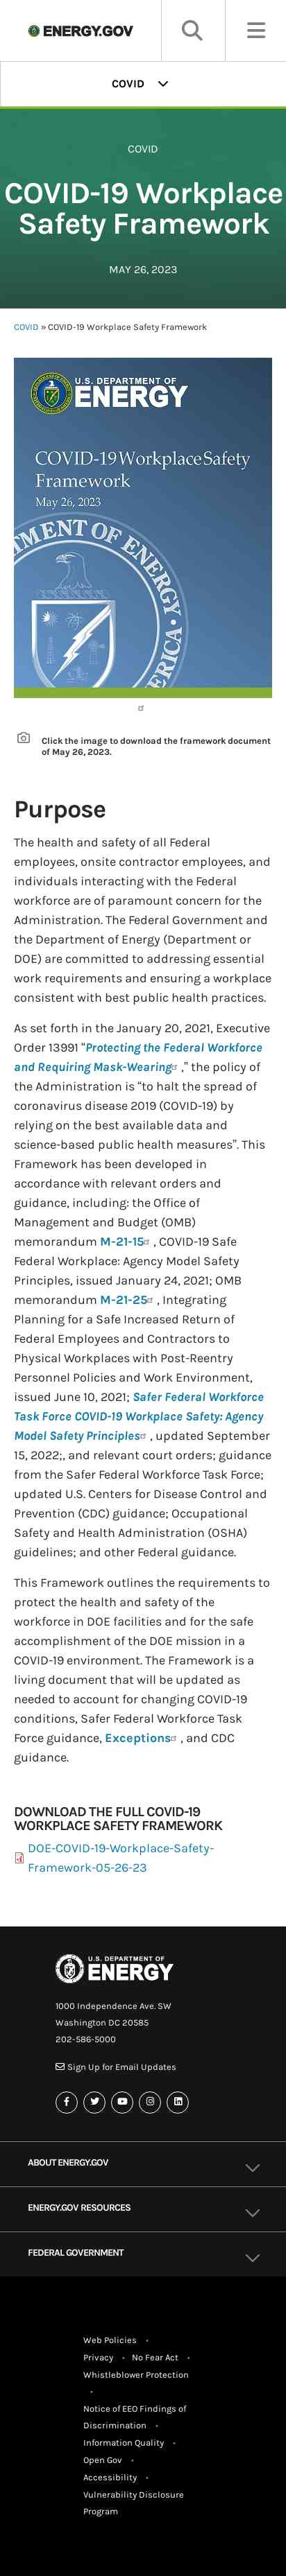 ENERGY.GOV
COVID
COVID
COVID-19 Workplace
Safety Framework
MAY 26, 2023
COVID » COVID-19 Workplace Safety Framework
U.S. DEPARTMENT OF
ENERGY
COVID-19 Workplace Safety
Framework
May 26, 2023
Click the image to download the framework document
of May 26, 2023.
Purpose
The health and safety of all Federal
employees, onsite contractor employees, and
individuals interacting with the Federal
workforce are of paramount concern for the
Administration. The Federal Government and
the Department of Energy (Department or
DOE) are committed to addressing essential
work requirements and ensuring a workplace
consistent with best public health practices.
As set forth in the January 20, 2021, Executive
Order 13991 “Protecting the Federal Workforce
and Requiring Mask-Wearing ,” the policy of
the Administration is “to halt the spread of
coronavirus disease 2019 (COVID-19) by
relying on the best available data and
science-based public health measures”. This
Framework has been developed in
accordance with relevant orders and
guidance, including: the Office of
Management and Budget (OMB)
memorandum M-21-15 , COVID-19 Safe
Federal Workplace: Agency Model Safety
Principles, issued January 24, 2021; OMB
memorandum M-21-25 , Integrating
Planning for a Safe Increased Return of
Federal Employees and Contractors to
Physical Workplaces with Post-Reentry
Personnel Policies and Work Environment,
issued June 10, 2021; Safer Federal Workforce
Task Force COVID-19 Workplace Safety: Agency
Model Safety Principles , updated September
15, 2022;, and relevant court orders; guidance
from the Safer Federal Workforce Task Force;
updated U.S. Centers for Disease Control and
Prevention (CDC) guidance; Occupational
Safety and Health Administration (OSHA)
guidelines; and other Federal guidance.
This Framework outlines the requirements to
protect the health and safety of the
workforce in DOE facilities and for the safe
accomplishment of the DOE mission in a
COVID-19 environment. The Framework is a
living document that will be updated as
needed to account for changing COVID-19
conditions, Safer Federal Workforce Task
Force guidance, Exceptions , and CDC
guidance.
DOWNLOAD THE FULL COVID-19
WORKPLACE SAFETY FRAMEWORK
DOE-COVID-19-Workplace-Safety-
Framework-05-26-23
U.S. DEPARTMENT OF
ENERGY
1000 Independence Ave. SW
Washington DC 20585
202-586-5000
Sign Up for Email Updates
ABOUT ENERGY.GOV
ENERGY.GOV RESOURCES
FEDERAL GOVERNMENT
Web Policies •
Privacy • No Fear Act •
Whistleblower Protection
•
Notice of EEO Findings of
Discrimination •
Information Quality •
Open Gov •
Accessibility •
Vulnerability Disclosure
Program